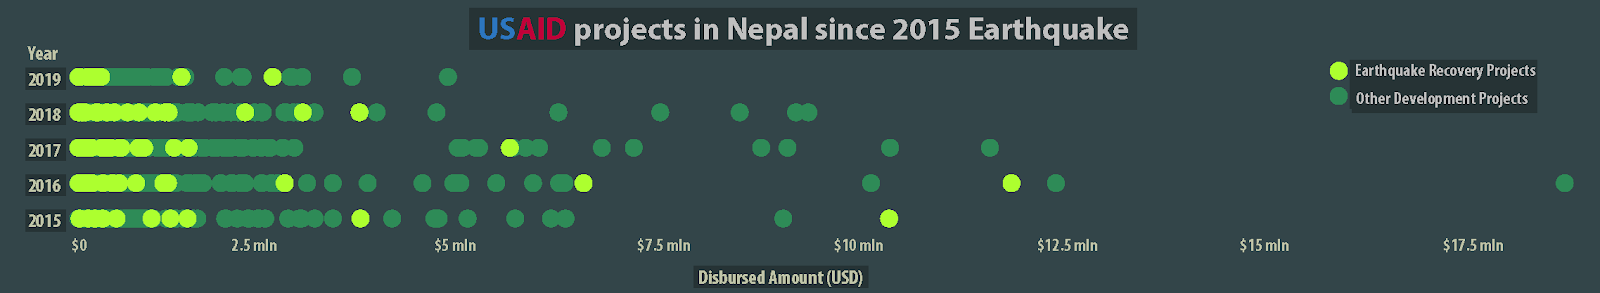 USAID projects in Nepal since 2015 Earthquake
Year
2019
2018
2017
2016
2015
Earthquake Recovery Projects
Other Development Projects
$0 2.5 mln $5 mln $7.5 mln $10 mln $12.5 mln $15 mln $17.5 mln
Disbursed Amount (USD)